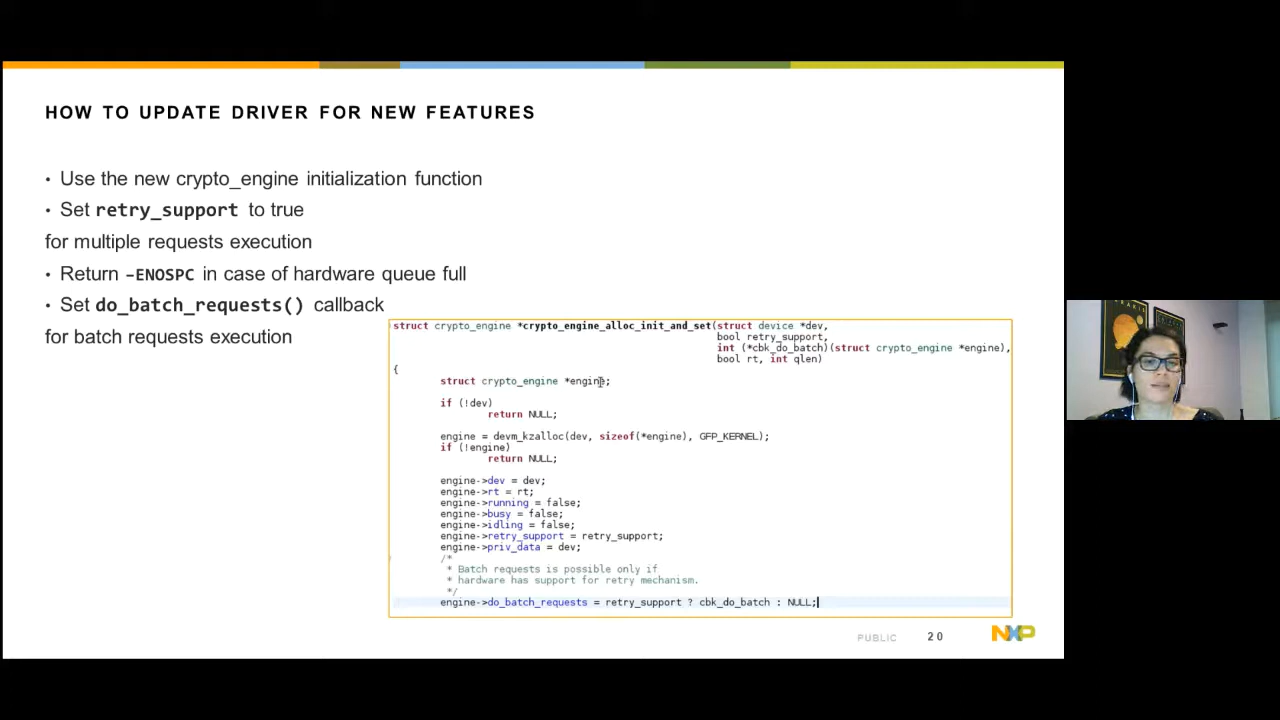 HOW TO UPDATE DRIVER FOR NEW FEATURES
• Use the new crypto_engine initialization function
• Set retry_support to true
for multiple requests execution
• Return –ENOSPC in case of hardware queue full
• Set do_batch_requests() callback
for batch requests execution
struct crypto_engine *crypto_engine_alloc_init_and_set(struct device *dev,
bool retry_support,
int (*cbk_do_batch)(struct crypto_engine *engine),
bool rt, int qlen)
{
struct crypto_engine *engine;
if (!dev)
return NULL;
engine = devm_kzalloc(dev, sizeof(*engine), GFP_KERNEL);
if (!engine)
return NULL;
engine->dev = dev;
engine->rt = rt;
engine->running = false;
engine->busy = false;
engine->idling = false;
engine->retry_support = retry_support;
engine->priv_data = dev;
/*
* Batch requests is possible only if
* hardware has support for retry mechanism.
*/
engine->do_batch_requests = retry_support ? cbk_do_batch : NULL;
PUBLIC 20 NXP